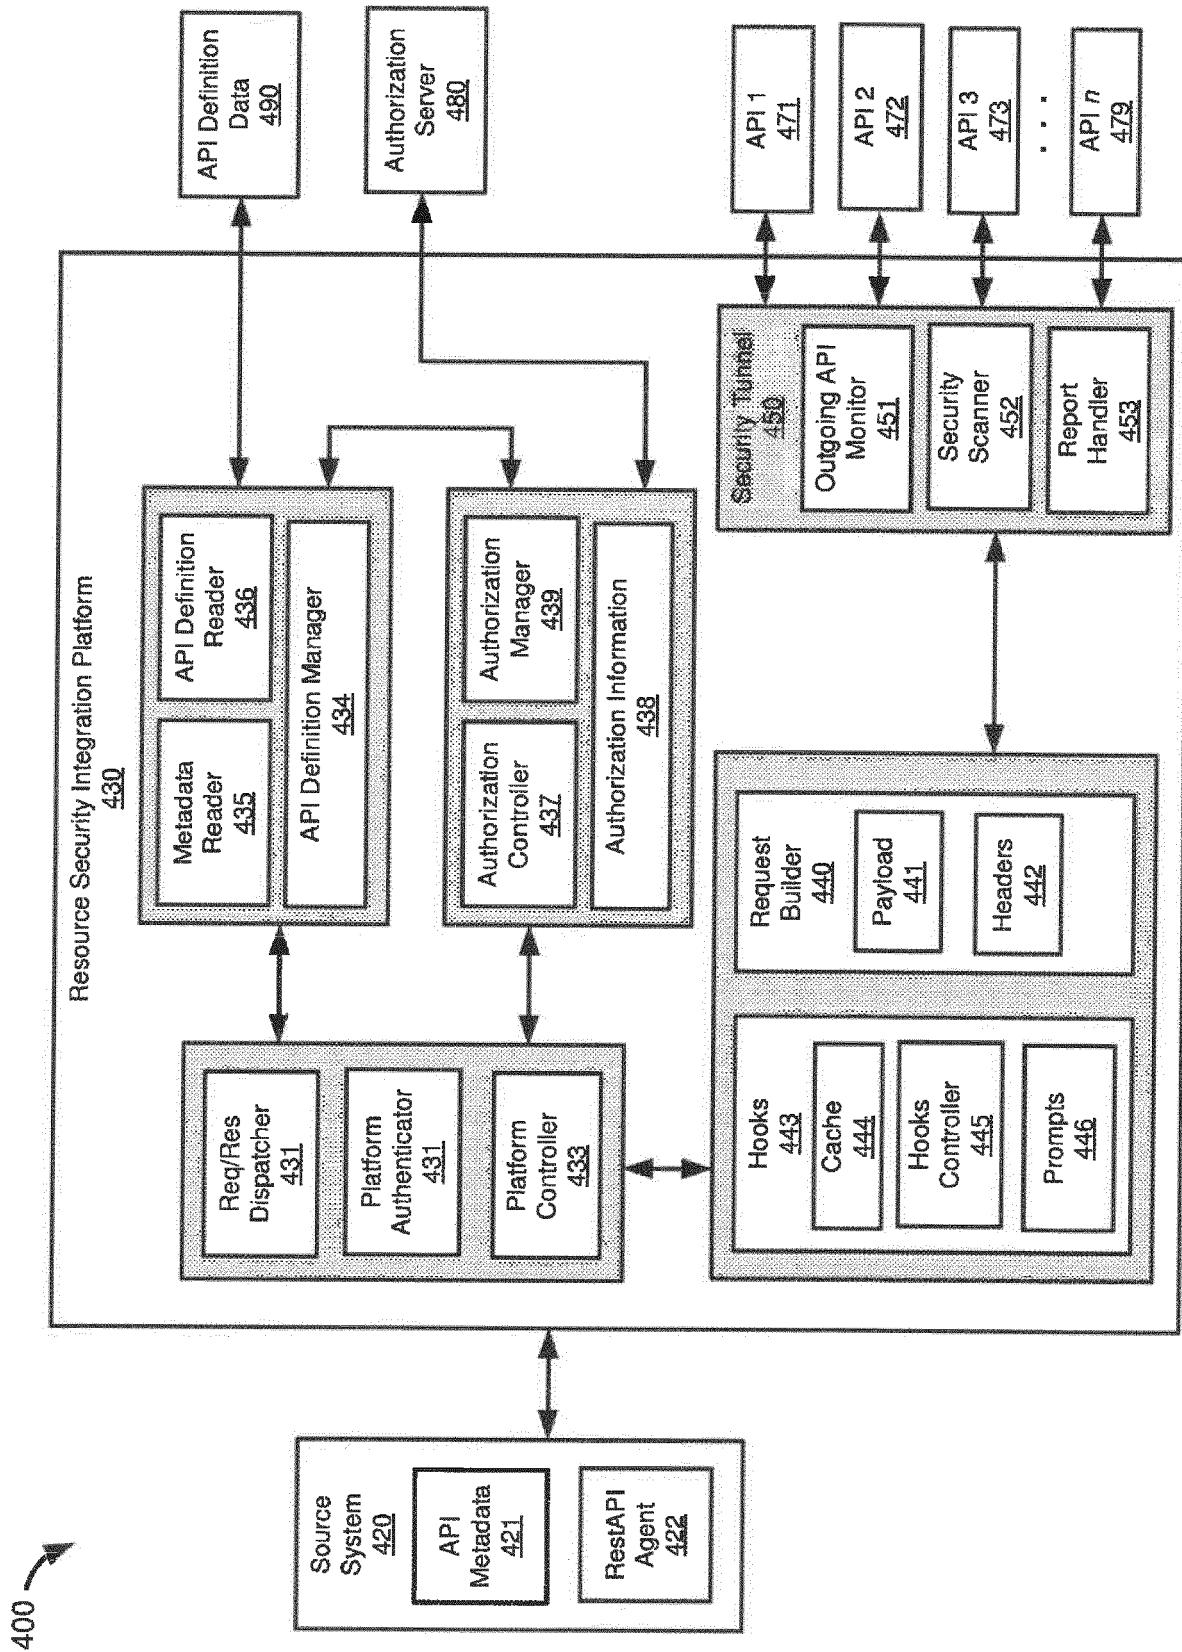 400
Source
System
420
API
Metadata
421
RestAPI
Agent
422
Resource Security Integration Platform
430
Req/Res
Dispatcher
431
Platform
Authenticator
431
Platform
Controller
433
Metadata
Reader
435
API Definition
Reader
436
API Definition Manager
434
Authorization
Controller
437
Authorization
Manager
439
Authorization Information
438
Hooks
443
Cache
444
Hooks
Controller
445
Prompts
446
Request
Builder
440
Payload
441
Headers
442
Security Tunnel
450
Outgoing API
Monitor
451
Security
Scanner
452
Report
Handler
453
API Definition
Data
490
Authorization
Server
480
API 1
471
API 2
472
API 3
473
. . .
API n
479